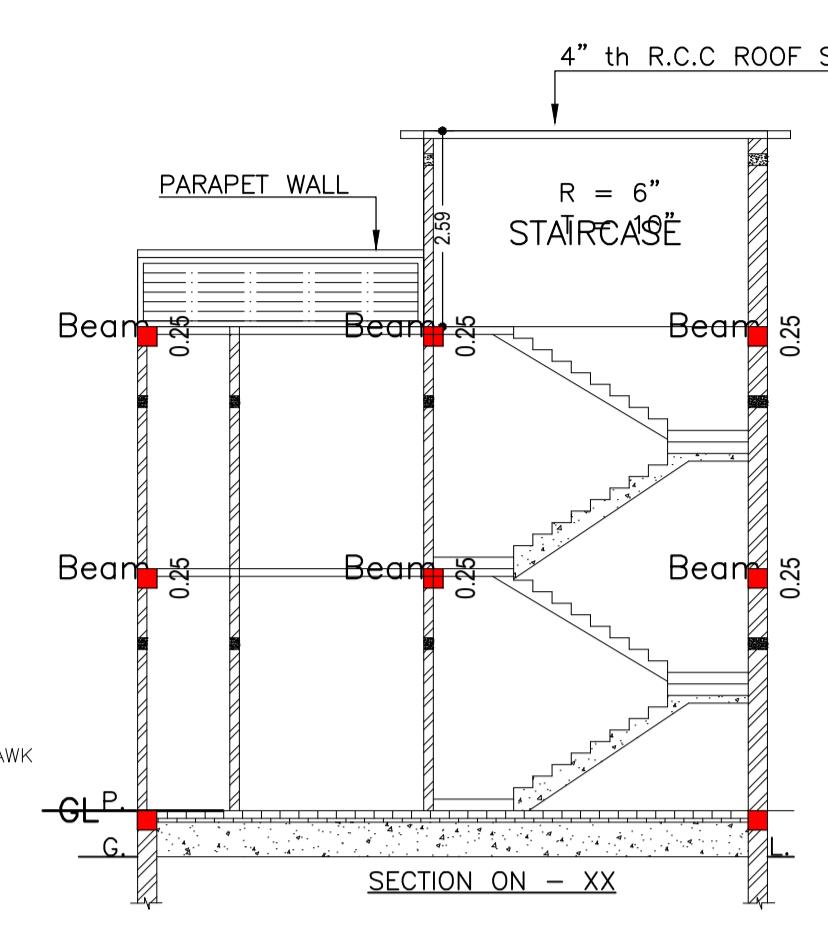 4" th R.C.C ROOF S
PARAPET WALL
R = 6"
T = 10"
STAIRCASE
2.59
Beam Beam Beam
0.25 0.25 0.25
Beam Beam Beam
0.25 0.25 0.25
AWK
GL P.
G. L.
SECTION ON - XX